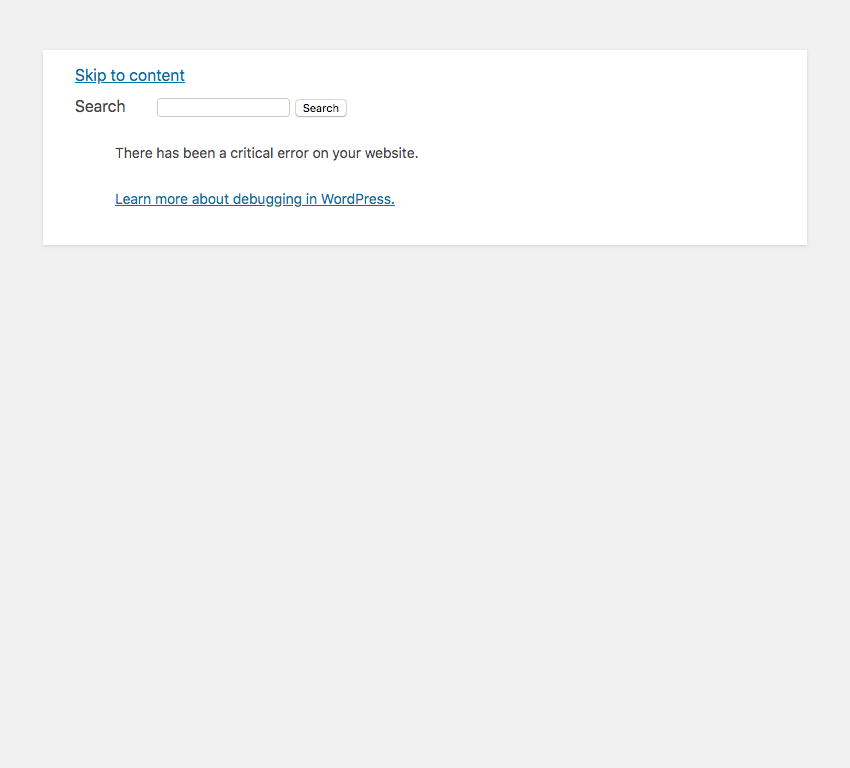 Skip to content
Search Search
There has been a critical error on your website.
Learn more about debugging in WordPress.